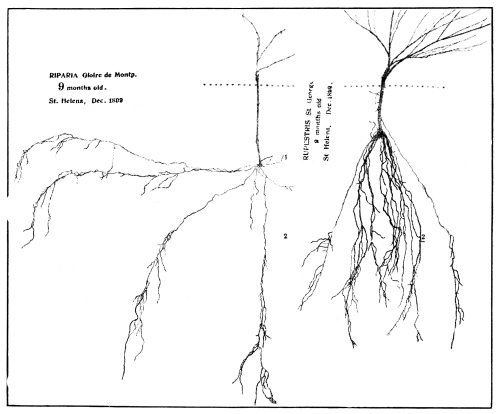 RIPARIA Gloire de Montp.
9 months old.
St. Helena, Dec. 1899
RUPESTRIS St George
9 months old
St Helena, Dec. 1899.
1
2
2